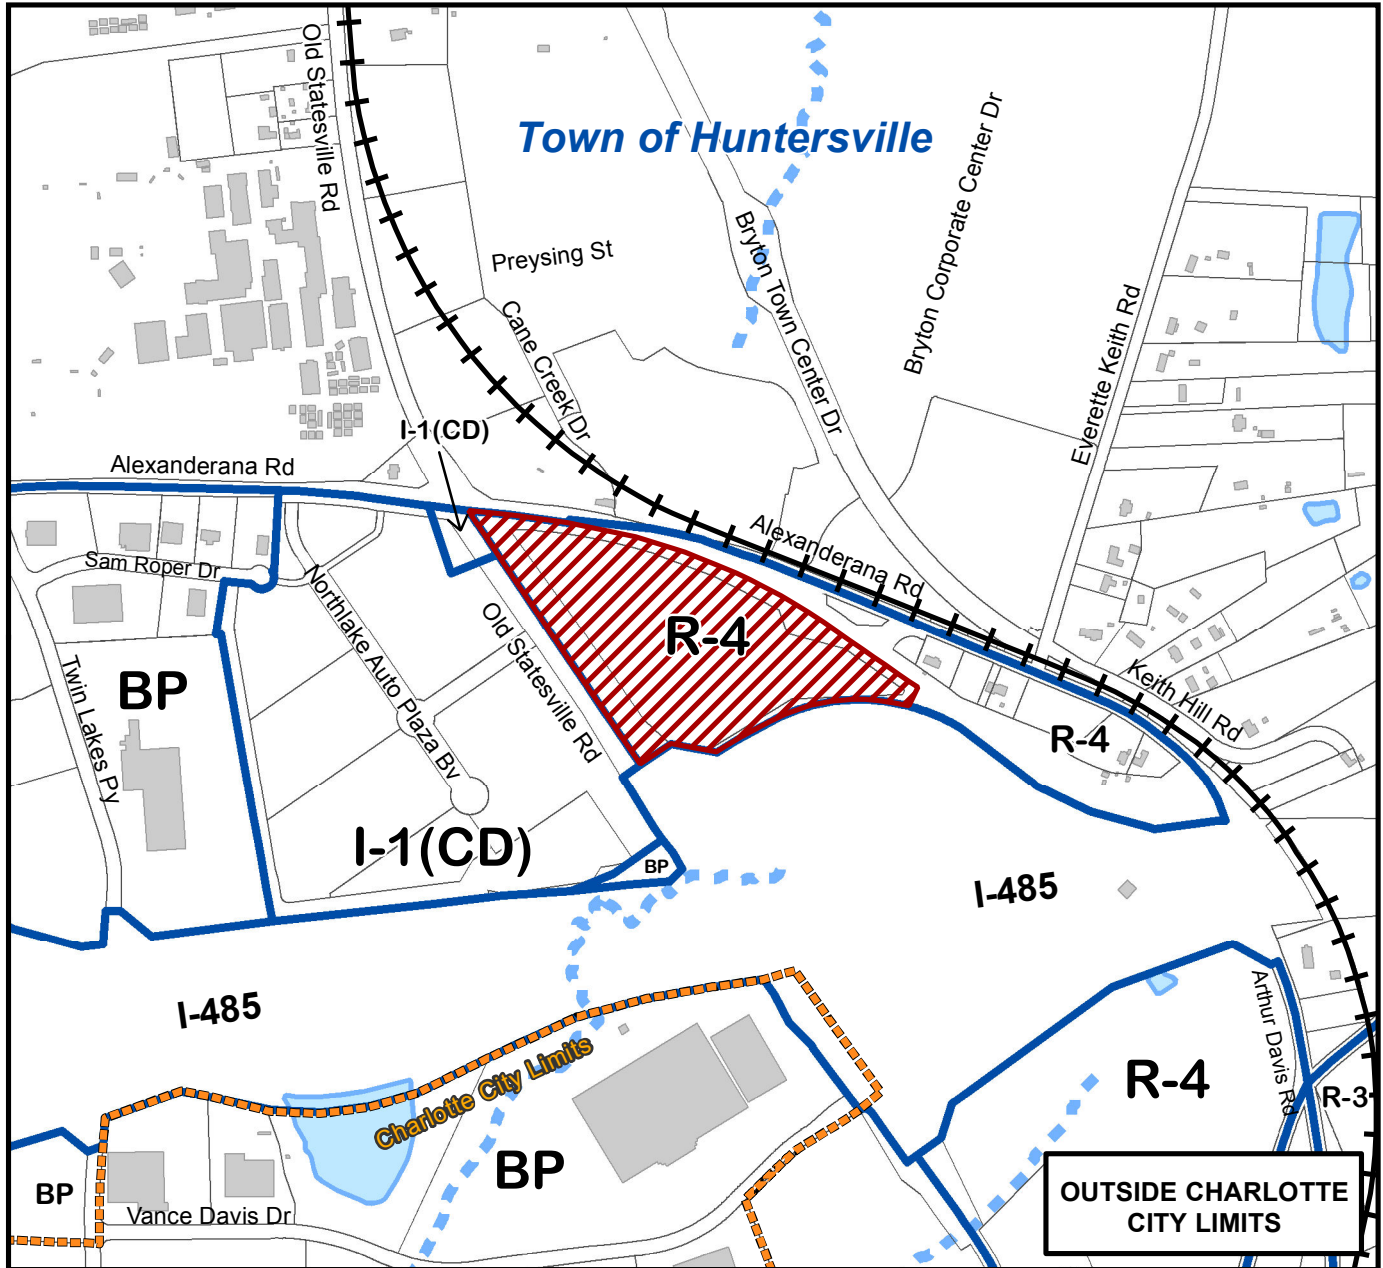 Old Statesville Rd
Town of Huntersville
Bryton Corporate Center Dr
Preysing St
Bryton Town Center Dr
Cane Creek Dr
Everette Keith Rd
I-1(CD)
Alexanderana Rd
Alexanderana Rd
Sam Roper Dr
Northlake Auto Plaza Bv
Old Statesville Rd
R-4
Twin Lakes Py
BP
Keith Hill Rd
R-4
I-1(CD)
BP
I-485
I-485
Arthur Davis Rd
Charlotte City Limits
R-4
R-3
BP
BP
Vance Davis Dr
OUTSIDE CHARLOTTE
CITY LIMITS